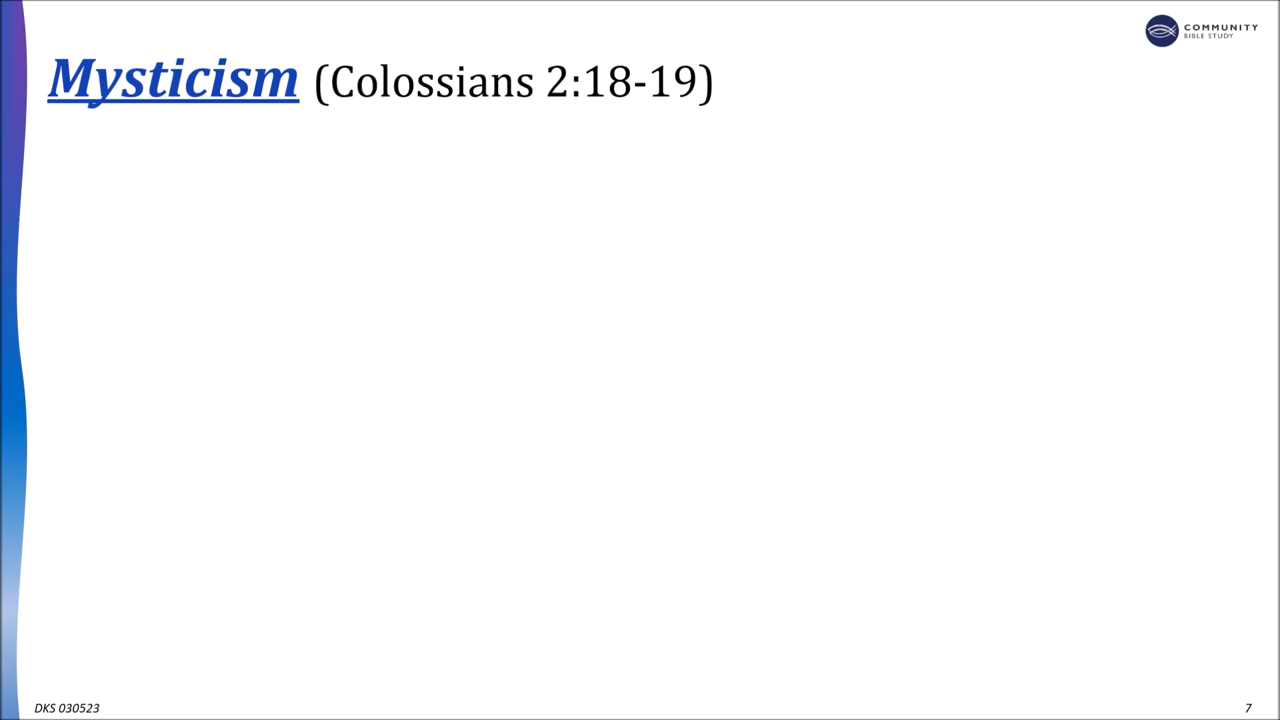 COMMUNITY
BIBLE STUDY
Mysticism (Colossians 2:18-19)
DKS 030523
7